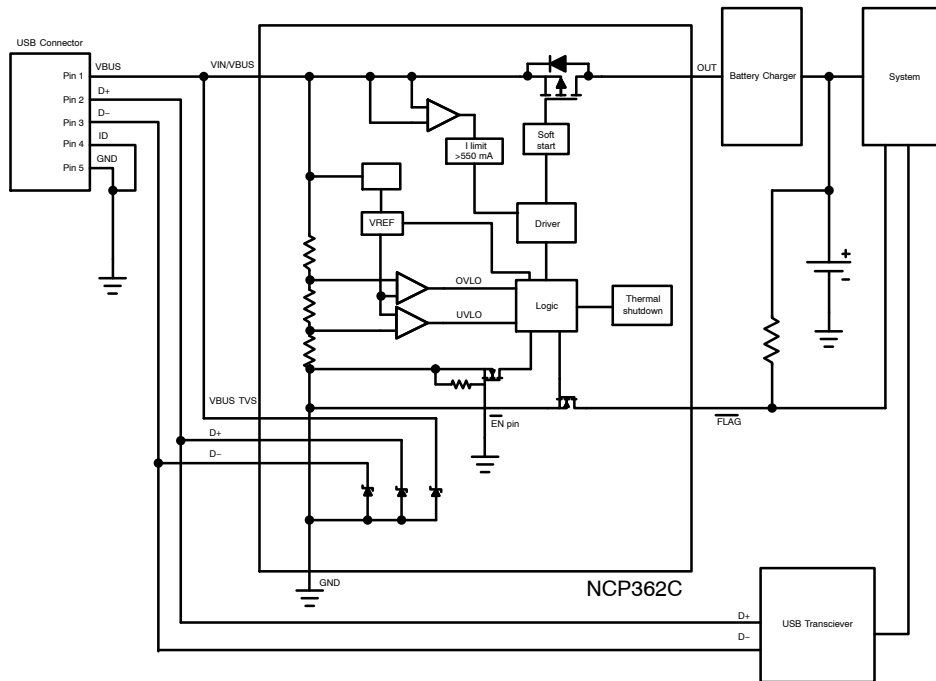 USB Connector
Pin 1
Pin 2
Pin 3
Pin 4
Pin 5
VBUS
D+
D−
ID
GND
VIN/VBUS
I limit
>550 mA
Soft
start
OUT
Battery Charger
System
VREF
Driver
OVLO
UVLO
Logic
Thermal
shutdown
+
−
VBUS TVS
D+
D−
EN pin
FLAG
GND
NCP362C
D+
D−
USB Transciever